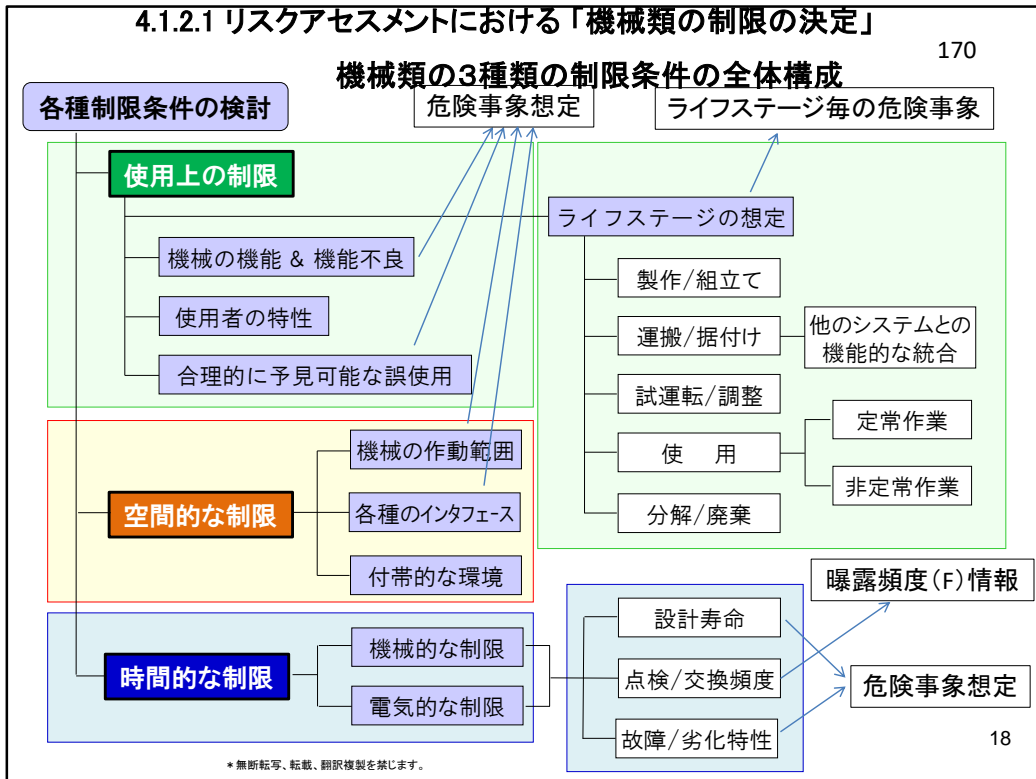 4.1.2.1 リスクアセスメントにおける「機械類の制限の決定」
170
機械類の3種類の制限条件の全体構成
各種制限条件の検討
危険事象想定
ライフステージ毎の危険事象
使用上の制限
機械の機能 & 機能不良
使用者の特性
合理的に予見可能な誤使用
ライフステージの想定
製作/組立て
運搬/据付け
他のシステムとの
機能的な統合
試運転/調整
使 用
定常作業
非定常作業
分解/廃棄
空間的な制限
機械の作動範囲
各種のインタフェース
付帯的な環境
時間的な制限
機械的な制限
電気的な制限
設計寿命
点検/交換頻度
故障/劣化特性
曝露頻度(F)情報
危険事象想定
18
* 無断転写、転載、翻訳複製を禁じます。